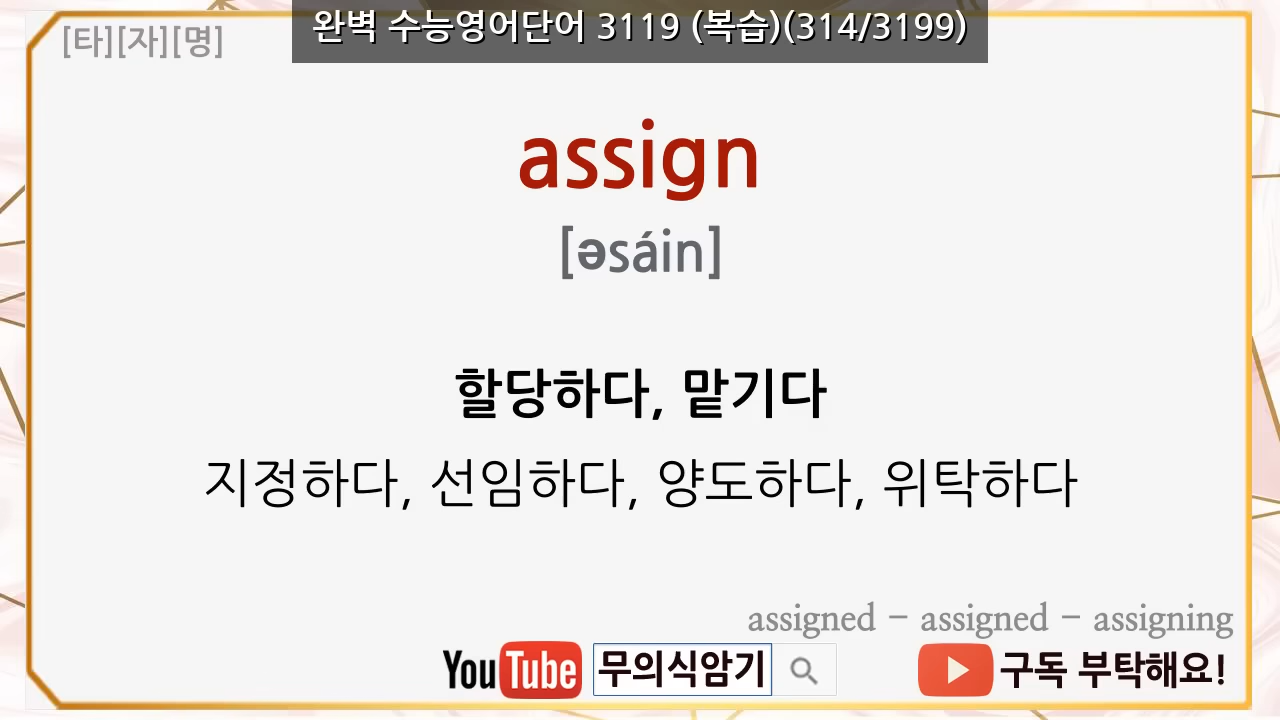 완벽 수능영어단어 3119 (복습)(314/3199)
[타][자][명]
assign
[əsáin]
할당하다, 맡기다
지정하다, 선임하다, 양도하다, 위탁하다
assigned - assigned - assigning
YouTube 무의식암기 구독 부탁해요!